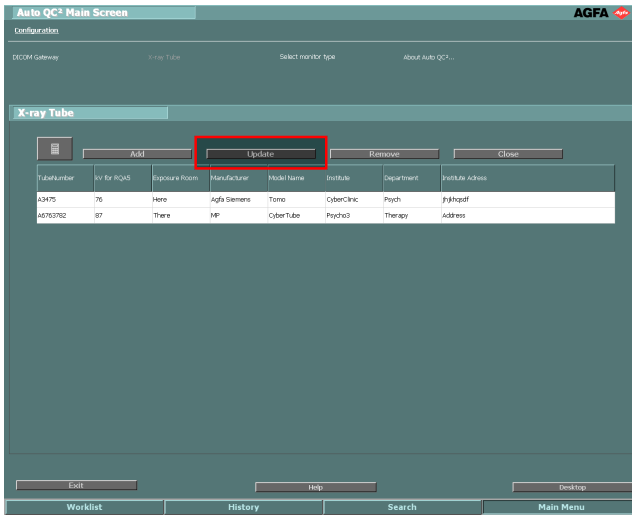 Auto QC² Main Screen
AGFA Agfa
Configuration
DICOM Gateway X-ray Tube Select monitor type About Auto QC²...
X-ray Tube
Add Update Remove Close
TubeNumber kV for RQA5 Exposure Room Manufacturer Model Name Institute Department Institute Adress
A3475 76 Here Agfa Siemens Tomo CyberClinic Psych jhjkhqsdf
A6763782 87 There MP CyberTube Psycho3 Therapy Address
Exit Help Desktop
Worklist History Search Main Menu